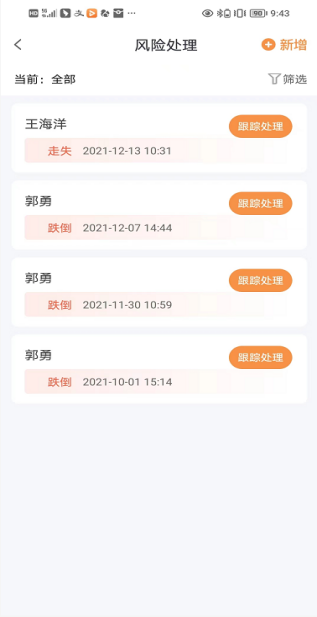 HD 5G 90 9:43
风险处理 新增
当前：全部 筛选
王海洋 跟踪处理
走失 2021-12-13 10:31
郭勇 跟踪处理
跌倒 2021-12-07 14:44
郭勇 跟踪处理
跌倒 2021-11-30 10:59
郭勇 跟踪处理
跌倒 2021-10-01 15:14